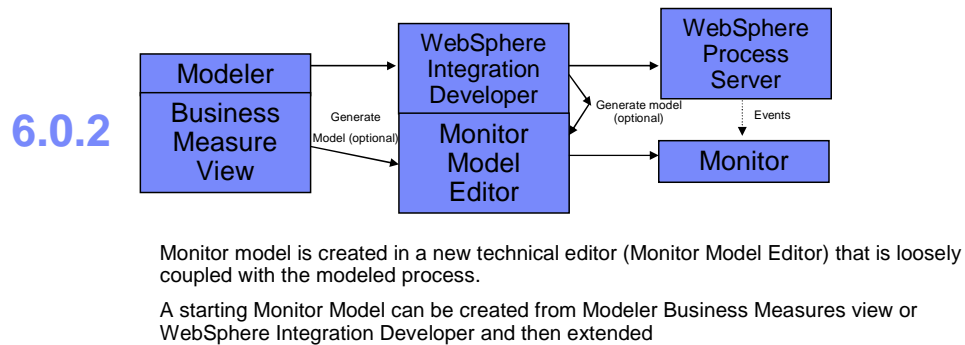 6.0.2
Modeler
Business
Measure
View
Generate
Model (optional)
WebSphere
Integration
Developer
Monitor
Model
Editor
Generate model
(optional)
WebSphere
Process
Server
Events
Monitor
Monitor model is created in a new technical editor (Monitor Model Editor) that is loosely
coupled with the modeled process.
A starting Monitor Model can be created from Modeler Business Measures view or
WebSphere Integration Developer and then extended